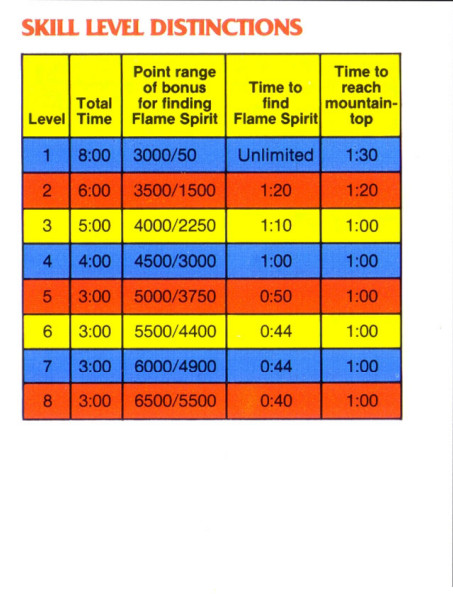 SKILL LEVEL DISTINCTIONS
Level Total Time Point range of bonus for finding Flame Spirit Time to find Flame Spirit Time to reach mountain-top
1 8:00 3000/50 Unlimited 1:30
2 6:00 3500/1500 1:20 1:20
3 5:00 4000/2250 1:10 1:00
4 4:00 4500/3000 1:00 1:00
5 3:00 5000/3750 0:50 1:00
6 3:00 5500/4400 0:44 1:00
7 3:00 6000/4900 0:44 1:00
8 3:00 6500/5500 0:40 1:00